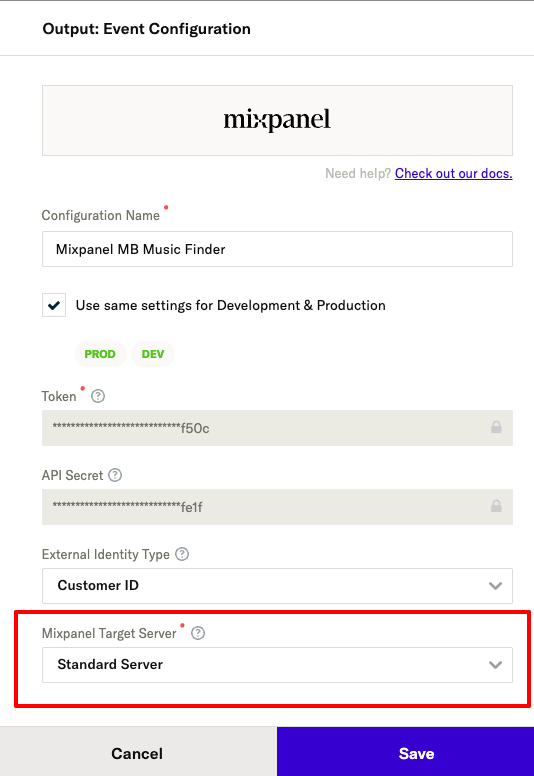 Output: Event Configuration
mixpanel
Need help? Check out our docs.
Configuration Name *
Mixpanel MB Music Finder
Use same settings for Development & Production
PROD DEV
Token * ?
****************************f50c
API Secret ?
****************************fe1f
External Identity Type ?
Customer ID
Mixpanel Target Server * ?
Standard Server
Cancel Save